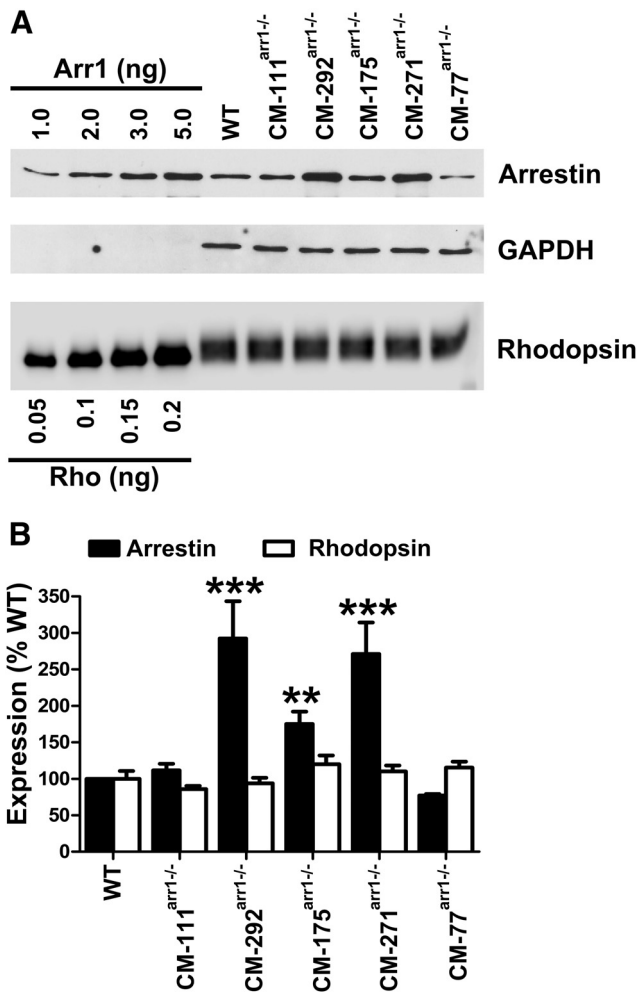 A
Arr1 (ng)
1.0 2.0 3.0 5.0 WT CM-111arr1-/- CM-292arr1-/- CM-175arr1-/- CM-271arr1-/- CM-77arr1-/-
Arrestin
GAPDH
Rhodopsin
0.05 0.1 0.15 0.2
Rho (ng)
B
Arrestin Rhodopsin
Expression (% WT)
350
300
250
200
150
100
50
0
*** ** ***
WT CM-111arr1-/- CM-292arr1-/- CM-175arr1-/- CM-271arr1-/- CM-77arr1-/-